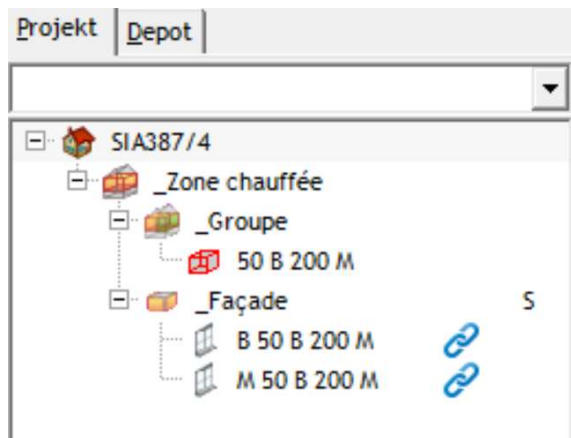 Projekt Depot
SIA387/4
_Zone chauffée
_Groupe
50 B 200 M
_Façade S
B 50 B 200 M
M 50 B 200 M